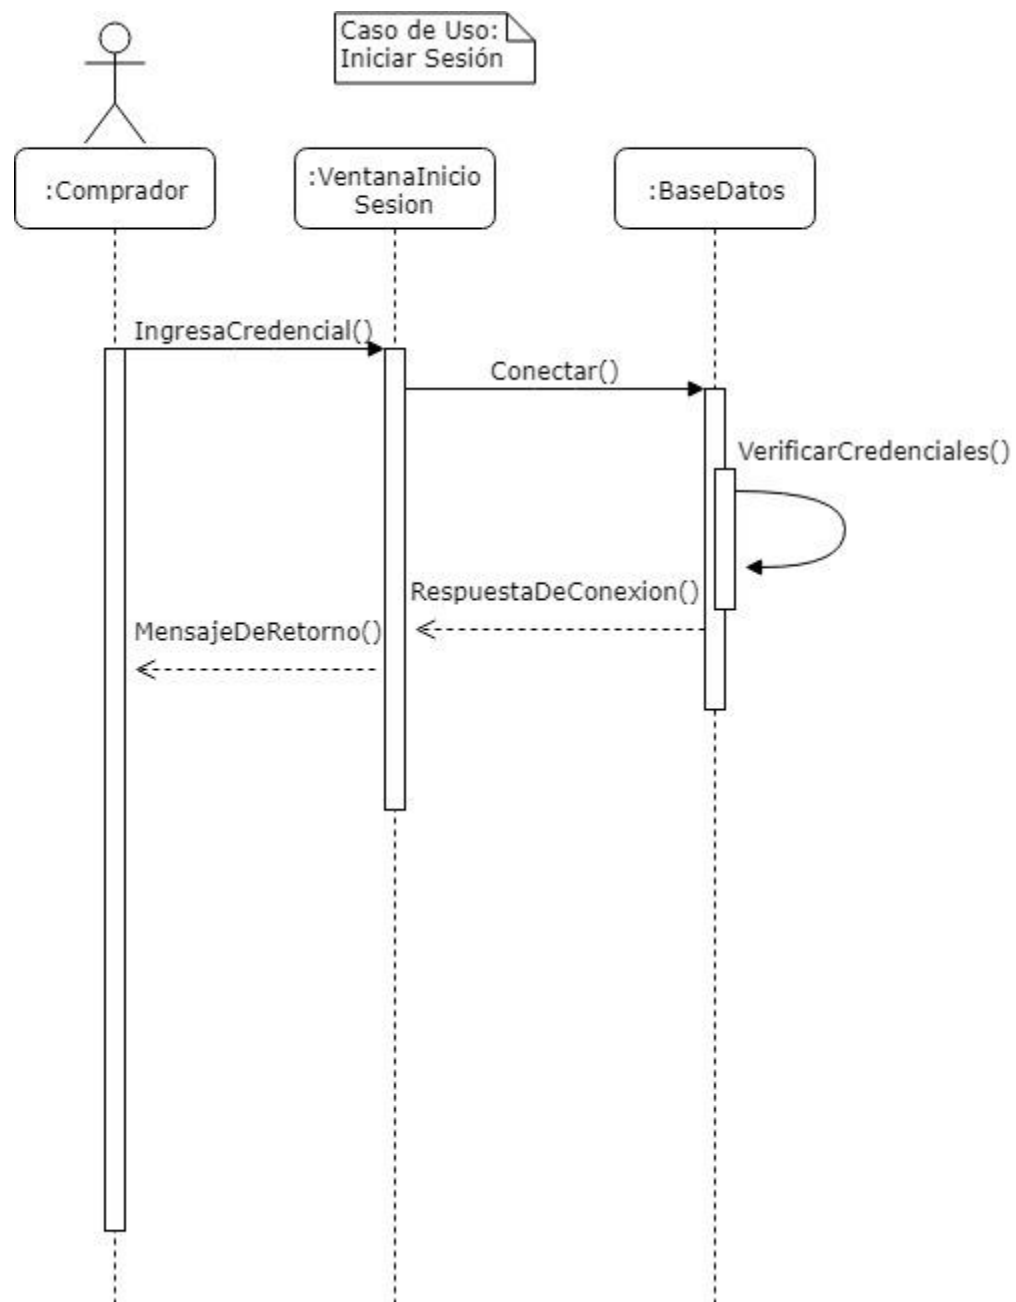 Caso de Uso:
Iniciar Sesión
:Comprador
:VentanaInicio
Sesion
:BaseDatos
IngresaCredencial()
Conectar()
VerificarCredenciales()
RespuestaDeConexion()
MensajeDeRetorno()